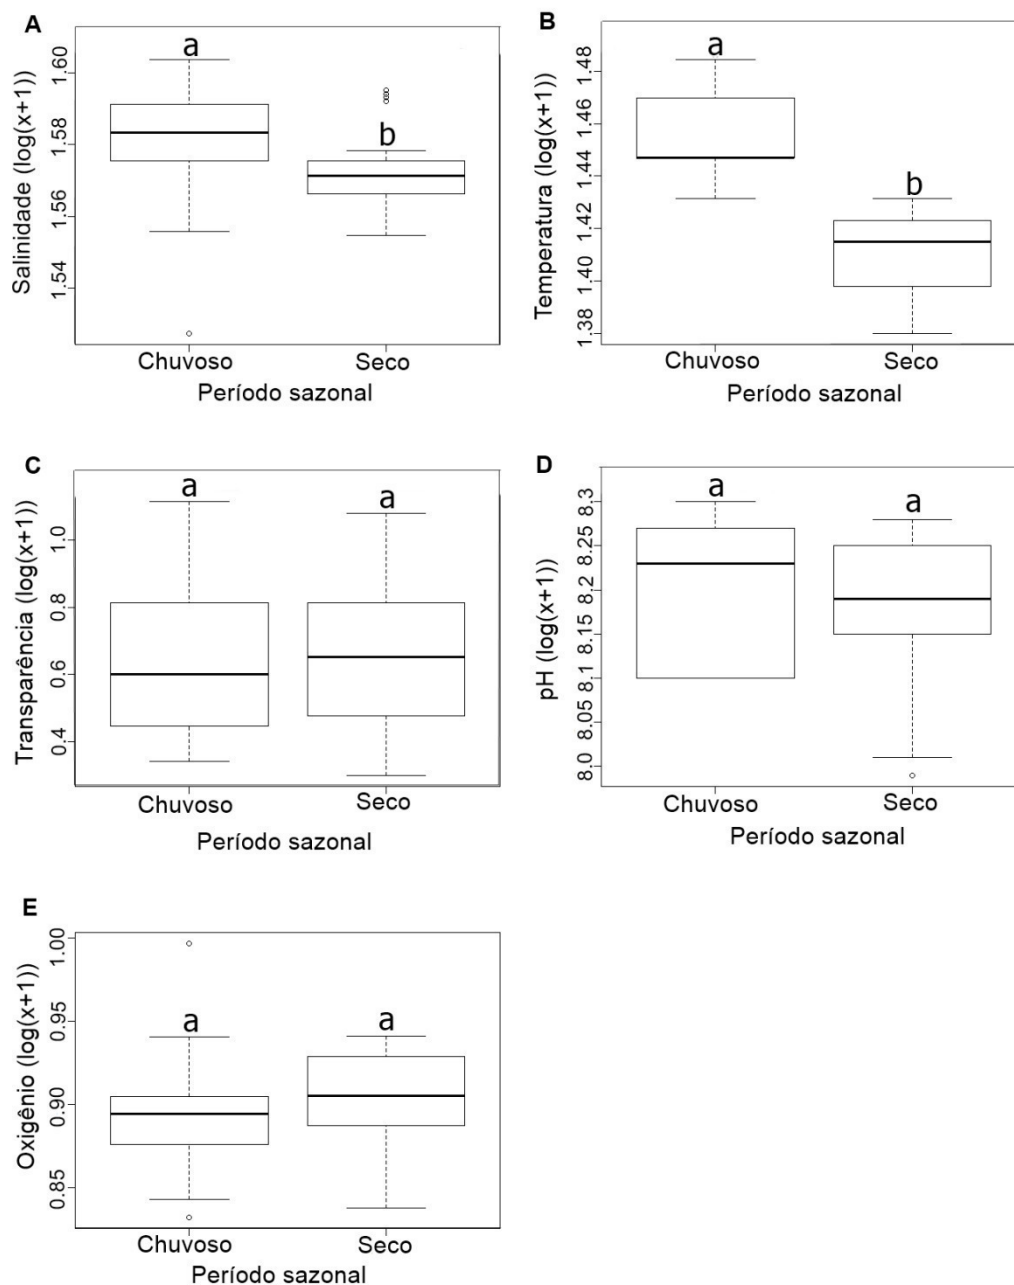 A
a
b
Salinidade (log(x+1))
1.60
1.58
1.56
1.54
Chuvoso
Seco
Período sazonal
B
a
b
Temperatura (log(x+1))
1.48
1.46
1.44
1.42
1.40
1.38
Chuvoso
Seco
Período sazonal
C
a
a
Transparência (log(x+1))
1.0
0.8
0.6
0.4
Chuvoso
Seco
Período sazonal
D
a
a
pH (log(x+1))
8.3
8.25
8.2
8.15
8.1
8.05
8.0
Chuvoso
Seco
Período sazonal
E
a
a
Oxigênio (log(x+1))
1.00
0.95
0.90
0.85
Chuvoso
Seco
Período sazonal